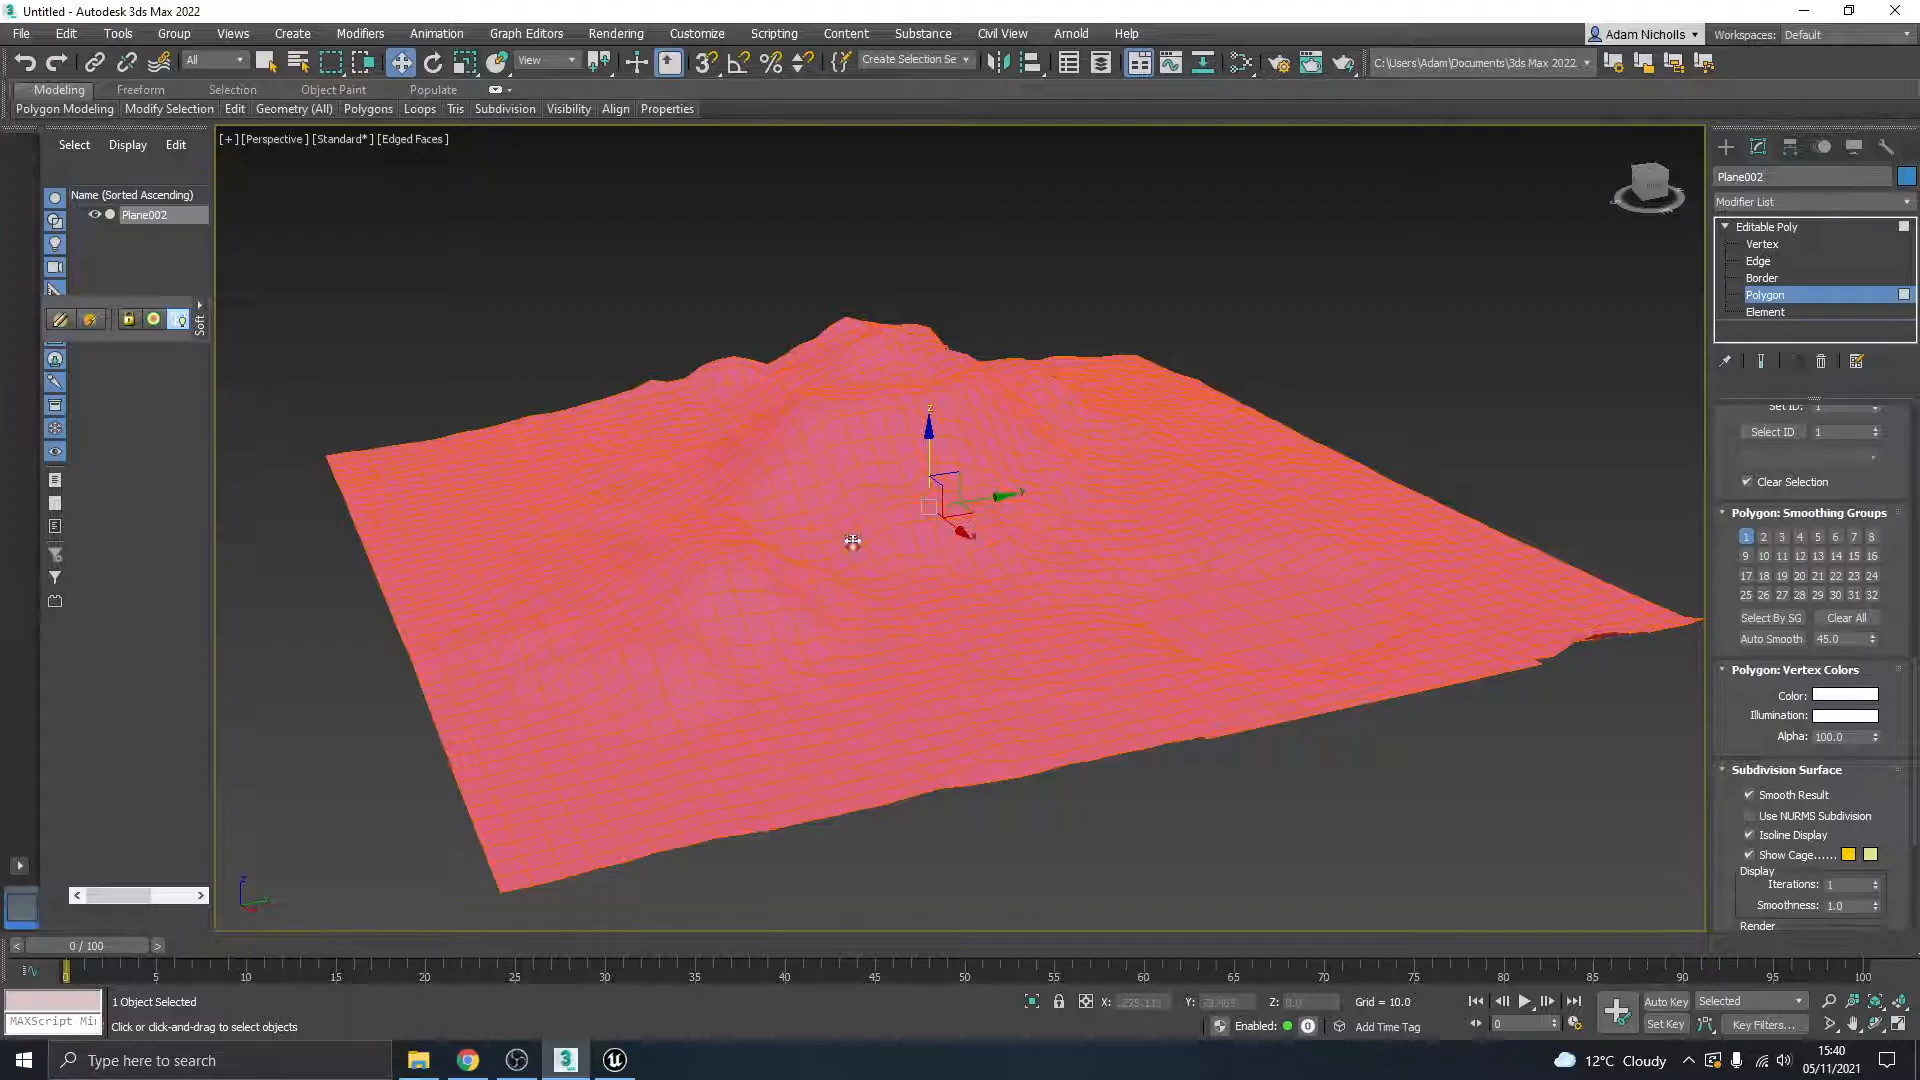 Untitled - Autodesk 3ds Max 2022
File Edit Tools Group Views Create Modifiers Animation Graph Editors Rendering Customize Scripting Content Substance Civil View Arnold Help
Adam Nicholls
Workspaces: Default
All
View
Create Selection Se
C:\Users\Adam\Documents\3ds Max 2022
Modeling Freeform Selection Object Paint Populate
Polygon Modeling Modify Selection Edit Geometry (All) Polygons Loops Tris Subdivision Visibility Align Properties
Select Display Edit
[+] [Perspective] [Standard*] [Edged Faces]
Name (Sorted Ascending)
Plane002
Soft
z
y
x
Plane002
Modifier List
Editable Poly
Vertex
Edge
Border
Polygon
Element
Set ID: 1
Select ID 1
Clear Selection
Polygon: Smoothing Groups
1 2 3 4 5 6 7 8
9 10 11 12 13 14 15 16
17 18 19 20 21 22 23 24
25 26 27 28 29 30 31 32
Select By SG Clear All
Auto Smooth 45.0
Polygon: Vertex Colors
Color:
Illumination:
Alpha: 100.0
Subdivision Surface
Smooth Result
Use NURMS Subdivision
Isoline Display
Show Cage......
Display
Iterations: 1
Smoothness: 1.0
Render
0 / 100
0 5 10 15 20 25 30 35 40 45 50 55 60 65 70 75 80 85 90 95 100
1 Object Selected
Click or click-and-drag to select objects
MAXScript Mi
X: Y: Z: 0.0 Grid = 10.0
Enabled: 0 Add Time Tag
0
Auto Key Selected
Set Key Key Filters...
Type here to search
12°C Cloudy
15:40
05/11/2021